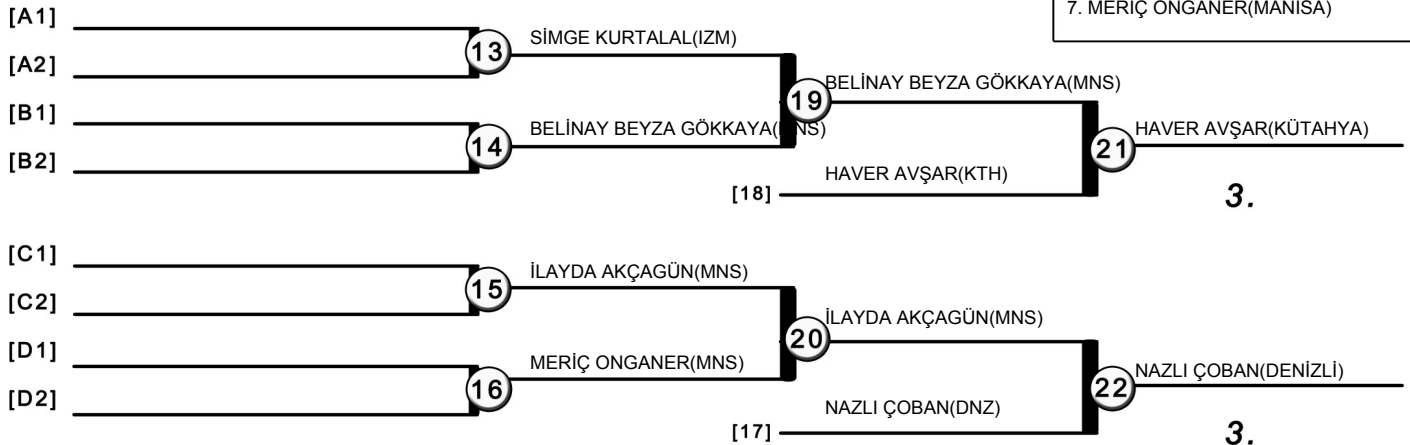 7. MERİÇ ONGANER(MANİSA)
[A1]
13 SİMGE KURTALAL(IZM)
[A2]
19 BELİNAY BEYZA GÖKKAYA(MNS)
[B1]
14 BELİNAY BEYZA GÖKKAYA(MNS)
21 HAVER AVŞAR(KÜTAHYA)
[B2]
HAVER AVŞAR(KTH)
[18]
3.
[C1]
15 İLAYDA AKÇAGÜN(MNS)
[C2]
20 İLAYDA AKÇAGÜN(MNS)
[D1]
16 MERİÇ ONGANER(MNS)
22 NAZLI ÇOBAN(DENİZLİ)
[D2]
NAZLI ÇOBAN(DNZ)
[17]
3.